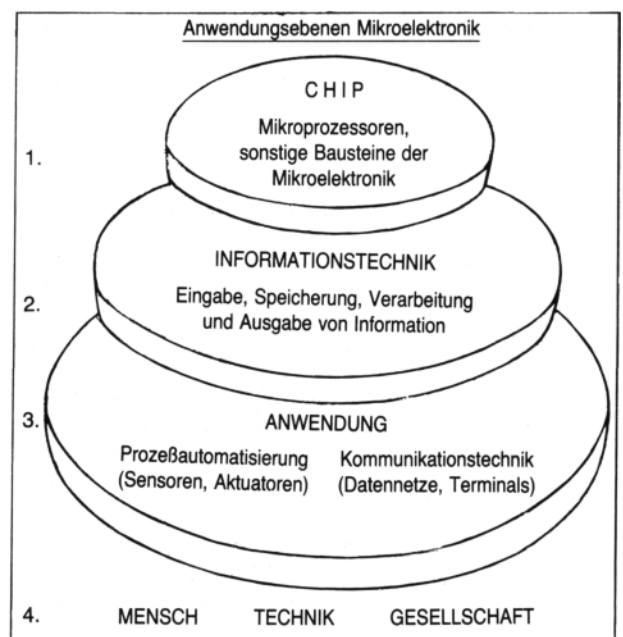 Anwendungsebenen Mikroelektronik
CHIP
Mikroprozessoren,
sonstige Bausteine der
Mikroelektronik
1.
INFORMATIONSTECHNIK
Eingabe, Speicherung, Verarbeitung
und Ausgabe von Information
2.
3.
ANWENDUNG
Prozeßautomatisierung Kommunikationstechnik
(Sensoren, Aktuatoren) (Datennetze, Terminals)
4. MENSCH TECHNIK GESELLSCHAFT